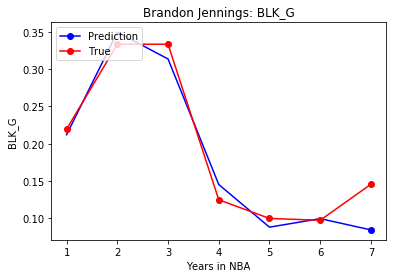 Brandon Jennings: BLK_G
Prediction
True
0.35
0.30
0.25
0.20
0.15
0.10
BLK_G
1 2 3 4 5 6 7
Years in NBA